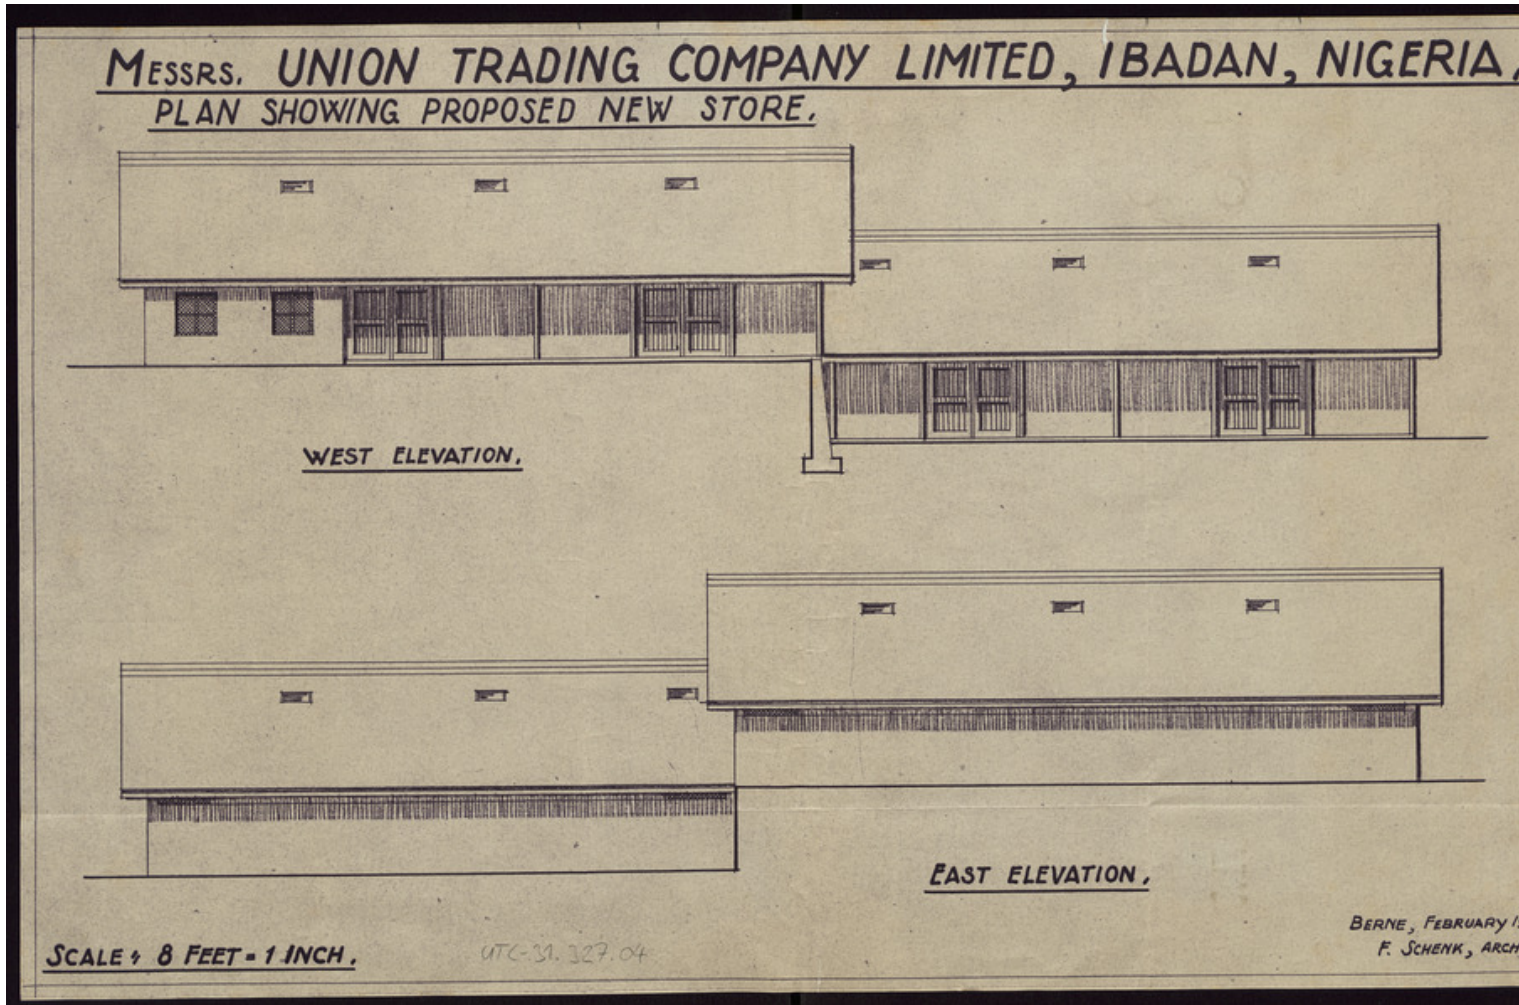 MESSRS. UNION TRADING COMPANY LIMITED, IBADAN, NIGERIA,
PLAN SHOWING PROPOSED NEW STORE.
WEST ELEVATION.
EAST ELEVATION.
BERNE, FEBRUARY
F. SCHENK, ARCH
SCALE: 8 FEET = 1 INCH.
UTC-31.327.04